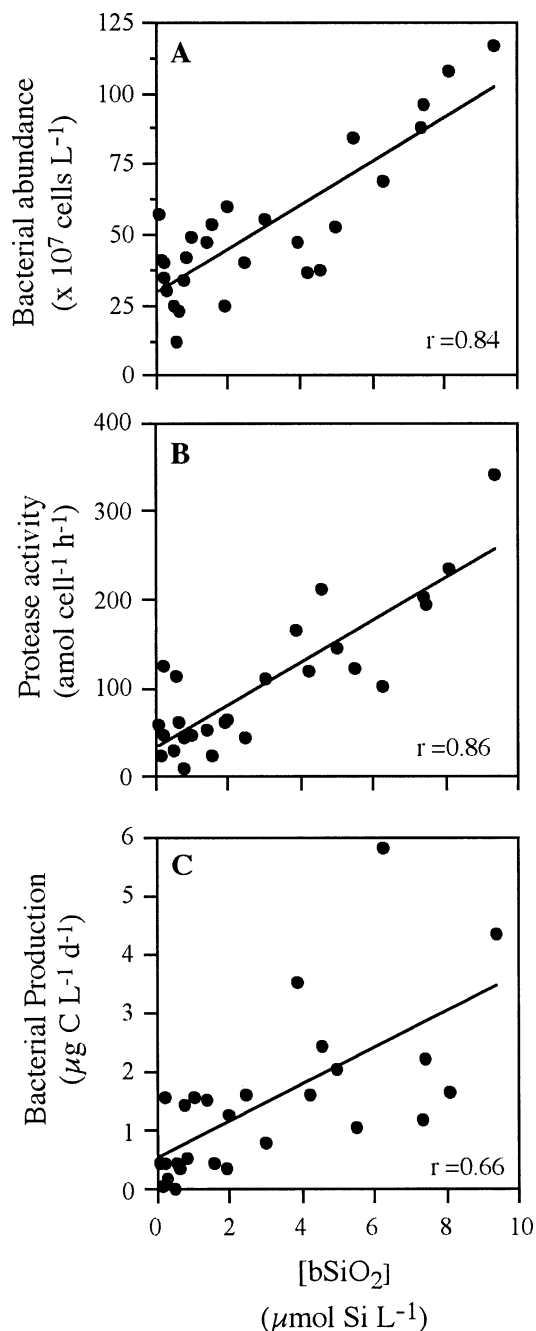 A
Bacterial abundance
(x 10⁷ cells L⁻¹)
125
100
75
50
25
0
r =0.84
B
Protease activity
(amol cell⁻¹ h⁻¹)
400
300
200
100
0
r =0.86
C
Bacterial Production
(µg C L⁻¹ d⁻¹)
6
5
4
3
2
1
0
r=0.66
0 2 4 6 8 10
[bSiO₂]
(µmol Si L⁻¹)